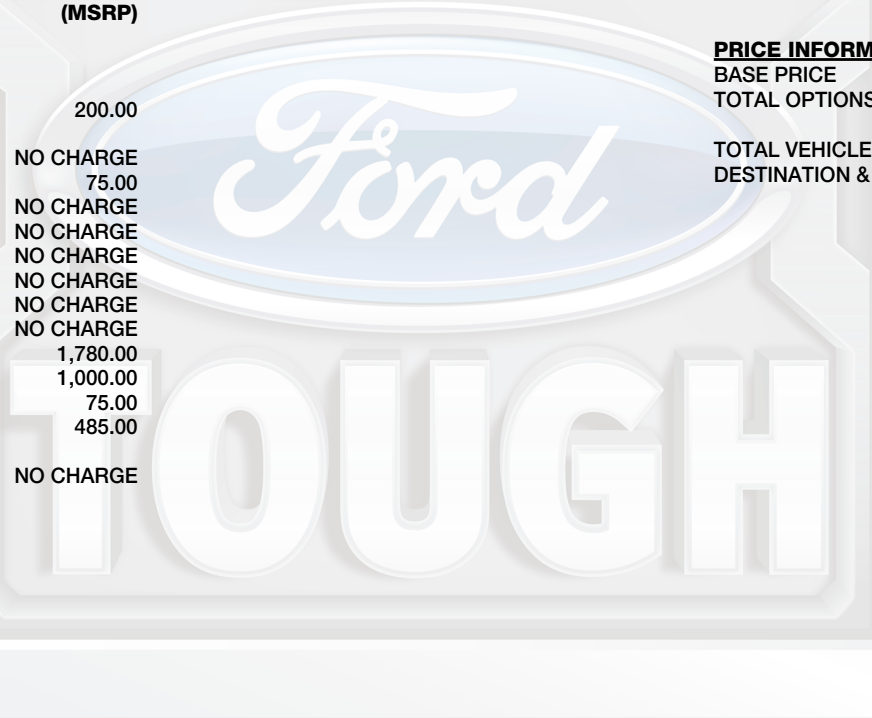 (MSRP)
200.00
NO CHARGE
75.00
NO CHARGE
NO CHARGE
NO CHARGE
NO CHARGE
NO CHARGE
NO CHARGE
1,780.00
1,000.00
75.00
485.00
NO CHARGE
PRICE INFORM
BASE PRICE
TOTAL OPTIONS
TOTAL VEHICLE
DESTINATION &
Ford
TOUGH